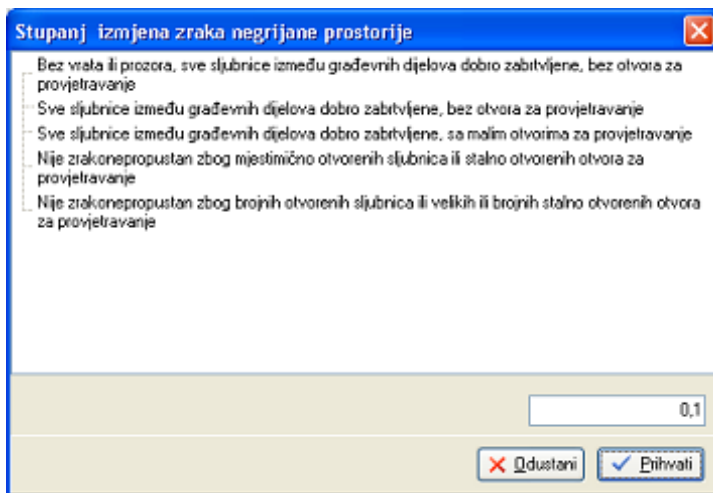 Stupanj izmjena zraka negrijane prostorije
Bez vrata ili prozora, sve sljubnice između građevnih dijelova dobro zabrtvljene, bez otvora za
provjetravanje
Sve sljubnice između građevnih dijelova dobro zabrtvljene, bez otvora za provjetravanje
Sve sljubnice između građevnih dijelova dobro zabrtvljene, sa malim otvorima za provjetravanje
Nije zrakonepropustan zbog mjestimično otvorenih sljubnica ili stalno otvorenih otvora za
provjetravanje
Nije zrakonepropustan zbog brojnih otvorenih sljubnica ili velikih ili brojnih stalno otvorenih otvora
za provjetravanje
0,1
Odustani
Prihvati